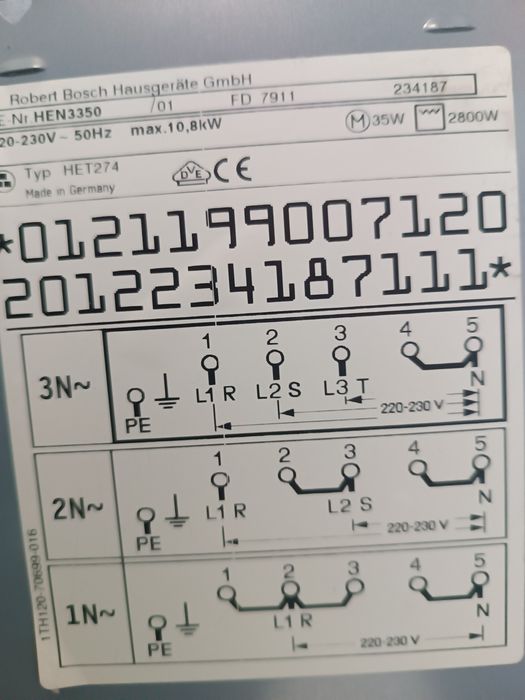 Robert Bosch Hausgeräte GmbH
E-Nr. HEN3350 /01 FD 7911 234187
20-230V ~ 50Hz max.10,8kW M 35W 2800W
Typ HET274 DVE CE
Made in Germany
*0121199007120
2012234187111*
1 2 3 4 5
3N~ PE L1 R L2 S L3 T N
220-230 V
1 2 3 4 5
2N~ PE L1 R L2 S N
220-230 V
1 2 3 4 5
1N~ PE L1 R N
220-230 V
1TH120-70699-016